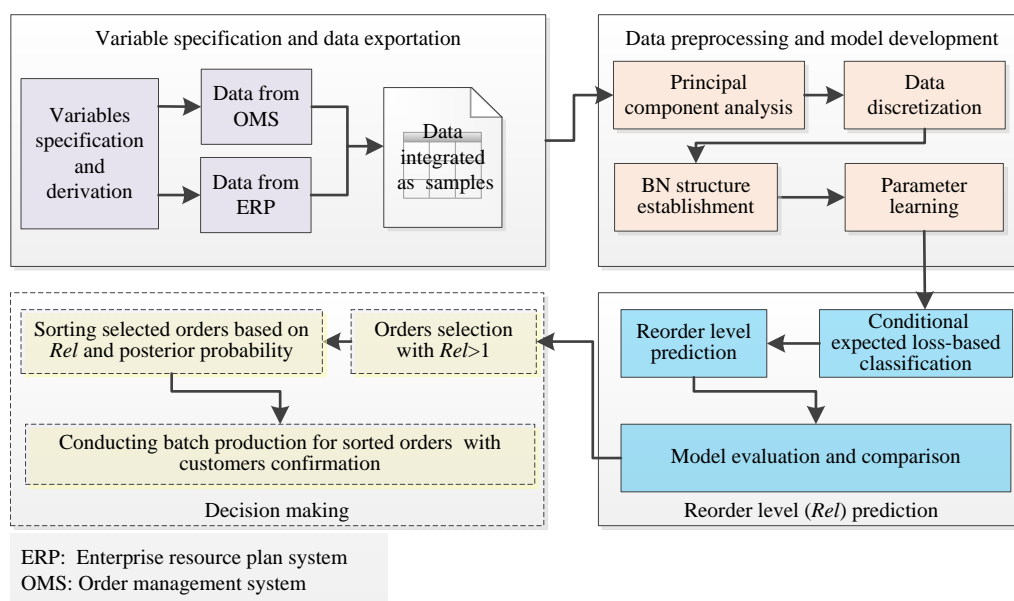 Variable specification and data exportation
Variables
specification
and
derivation
Data from
OMS
Data from
ERP
Data
integrated
as samples
Data preprocessing and model development
Principal
component analysis
Data
discretization
BN structure
establishment
Parameter
learning
Conditional
expected loss-based
classification
Reorder level
prediction
Model evaluation and comparison
Reorder level (Rel) prediction
Orders selection
with Rel>1
Sorting selected orders based on
Rel and posterior probability
Conducting batch production for sorted orders with
customers confirmation
Decision making
ERP: Enterprise resource plan system
OMS: Order management system